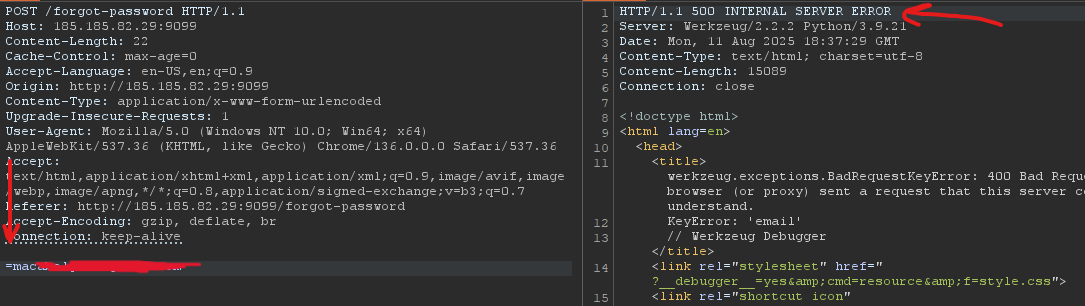 POST /forgot-password HTTP/1.1
Host: 185.185.82.29:9099
Content-Length: 22
Cache-Control: max-age=0
Accept-Language: en-US,en;q=0.9
Origin: http://185.185.82.29:9099
Content-Type: application/x-www-form-urlencoded
Upgrade-Insecure-Requests: 1
User-Agent: Mozilla/5.0 (Windows NT 10.0; Win64; x64)
AppleWebKit/537.36 (KHTML, like Gecko) Chrome/136.0.0.0 Safari/537.36
Accept:
text/html,application/xhtml+xml,application/xml;q=0.9,image/avif,image
/webp,image/apng,*/*;q=0.8,application/signed-exchange;v=b3;q=0.7
Referer: http://185.185.82.29:9099/forgot-password
Accept-Encoding: gzip, deflate, br
Connection: keep-alive
=mac
1 HTTP/1.1 500 INTERNAL SERVER ERROR
2 Server: Werkzeug/2.2.2 Python/3.9.21
3 Date: Mon, 11 Aug 2025 18:37:29 GMT
4 Content-Type: text/html; charset=utf-8
5 Content-Length: 15089
6 Connection: close
7
8 <!doctype html>
9 <html lang=en>
10 <head>
11 <title>
werkzeug.exceptions.BadRequestKeyError: 400 Bad Reque
browser (or proxy) sent a request that this server co
understand.
12 KeyError: 'email'
13 // Werkzeug Debugger
</title>
14 <link rel="stylesheet" href="
?__debugger__=yes&amp;cmd=resource&amp;f=style.css">
15 <link rel="shortcut icon"